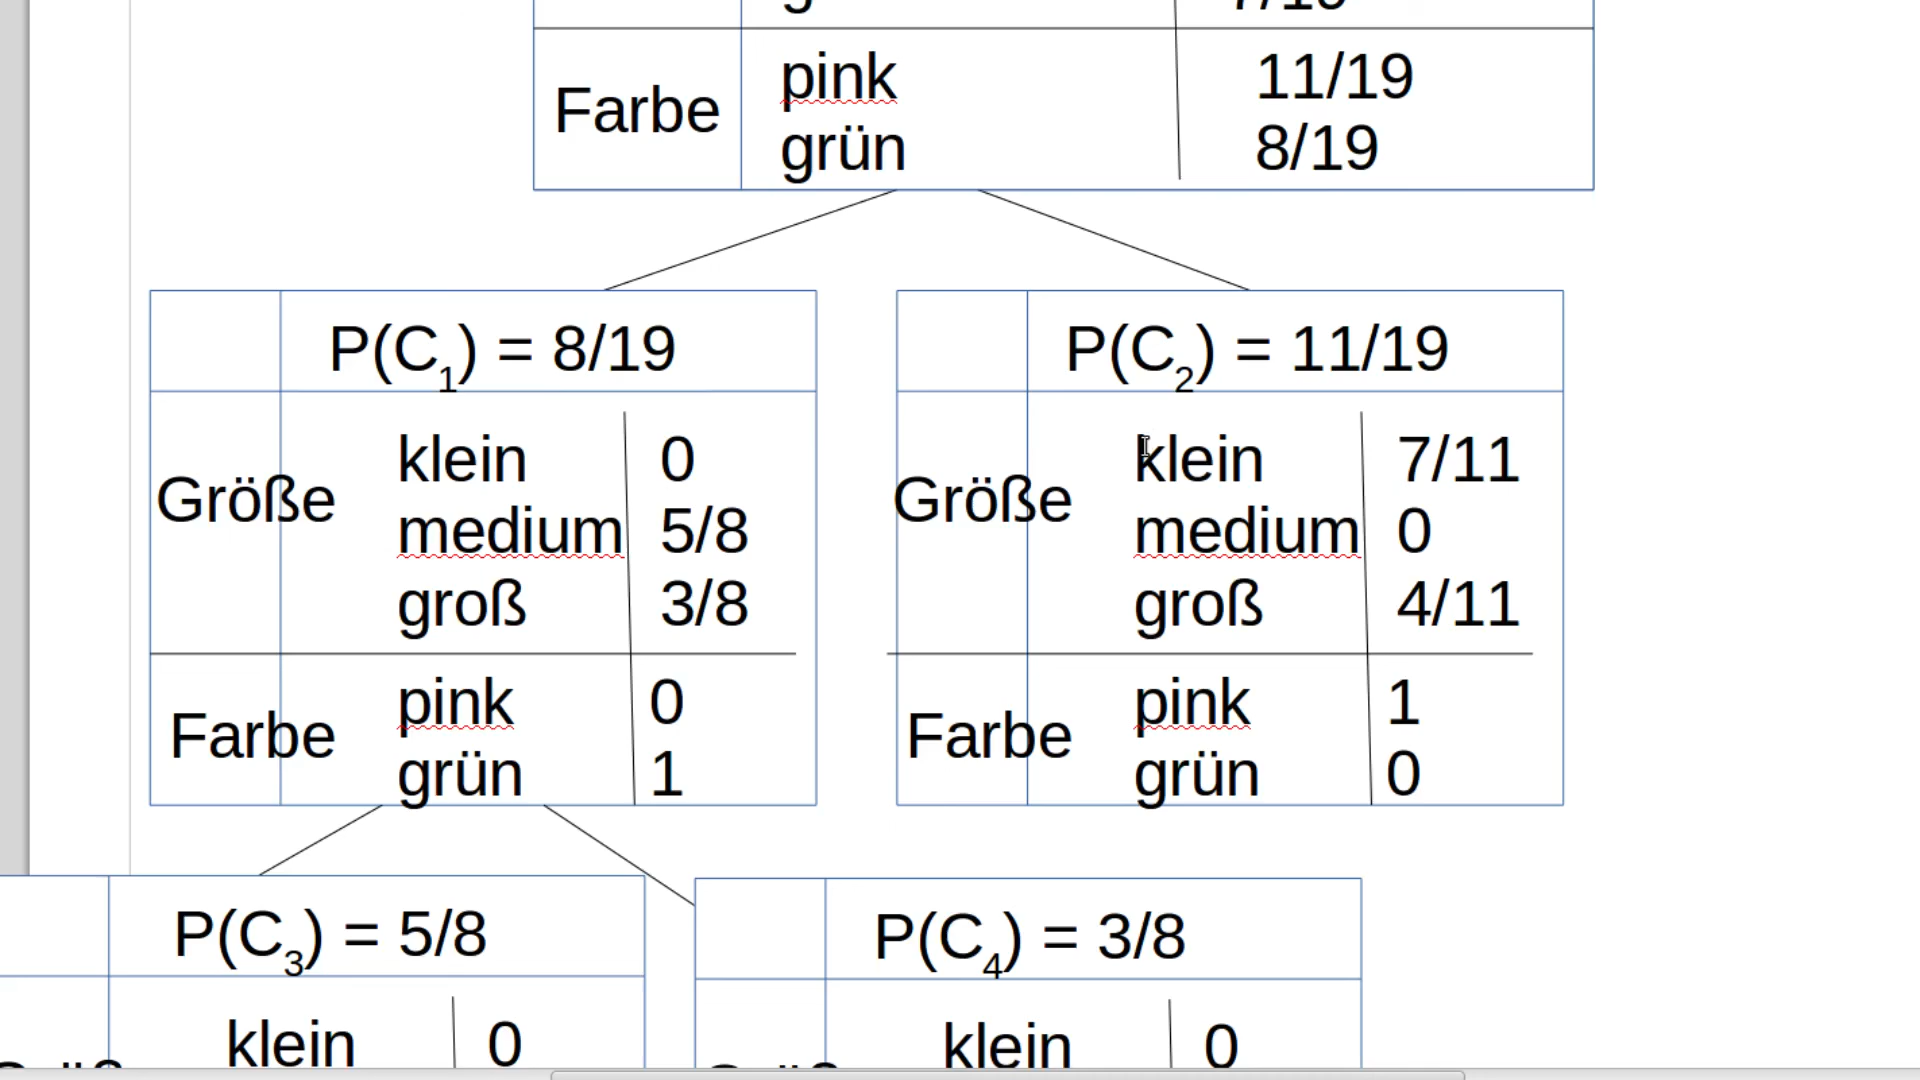 pink 11/19
Farbe
grün 8/19
P(C₁) = 8/19
klein 0
Größe
medium 5/8
groß 3/8
pink 0
Farbe
grün 1
P(C₂) = 11/19
klein 7/11
Größe
medium 0
groß 4/11
pink 1
Farbe
grün 0
P(C₃) = 5/8
klein 0
P(C₄) = 3/8
klein 0